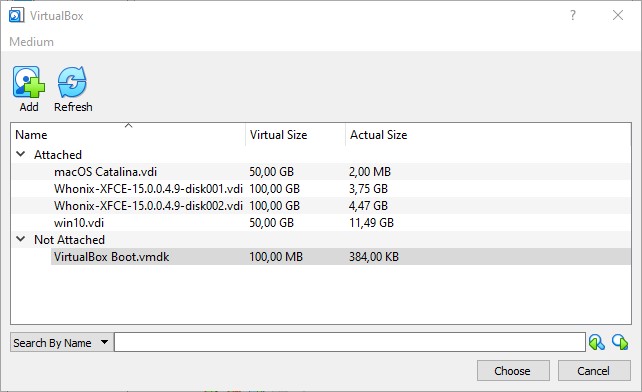 VirtualBox
Medium
Add Refresh
Name Virtual Size Actual Size
Attached
macOS Catalina.vdi 50,00 GB 2,00 MB
Whonix-XFCE-15.0.0.4.9-disk001.vdi 100,00 GB 3,75 GB
Whonix-XFCE-15.0.0.4.9-disk002.vdi 100,00 GB 4,47 GB
win10.vdi 50,00 GB 11,49 GB
Not Attached
VirtualBox Boot.vmdk 100,00 MB 384,00 KB
Search By Name
Choose Cancel